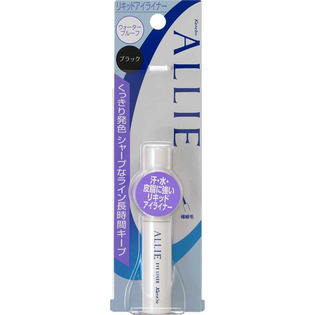 リキッドアイライナー
ウォーター
プルーフ
ブラック
Kanebo
ALLIE
くっきり発色 シャープなライン長時間キープ
汗・水・
皮脂に強い
リキッド
アイライナー
極細毛
ALLIE
EYE LINER
Kanebo